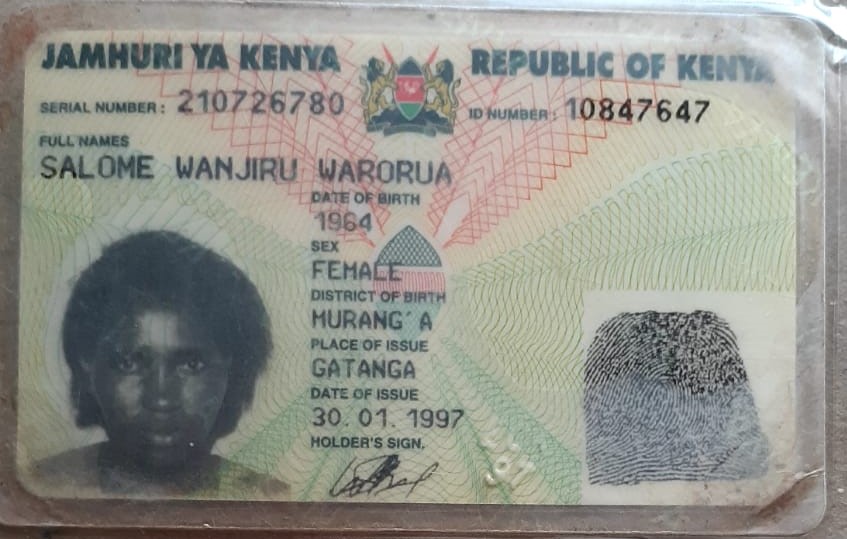 JAMHURI YA KENYA REPUBLIC OF KENYA
SERIAL NUMBER: 210726780 ID NUMBER: 10847647
FULL NAMES
SALOME WANJIRU WARORUA
DATE OF BIRTH
1964
SEX
FEMALE
DISTRICT OF BIRTH
MURANG'A
PLACE OF ISSUE
GATANGA
DATE OF ISSUE
30.01.1997
HOLDER'S SIGN.